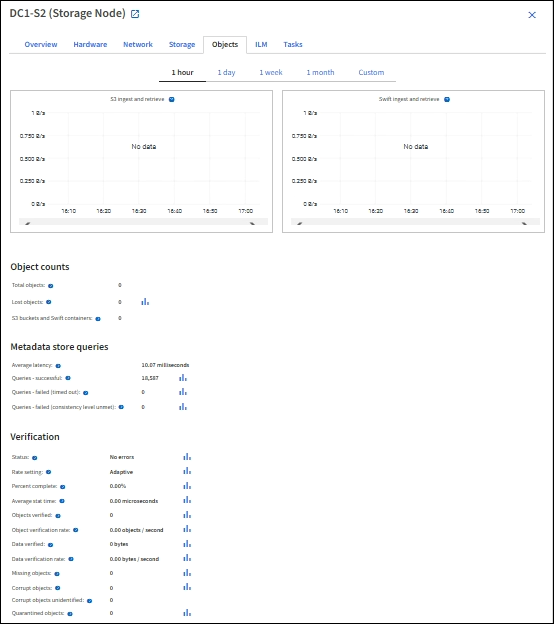 DC1-S2 (Storage Node)
Overview Hardware Network Storage Objects ILM Tasks
1 hour 1 day 1 week 1 month Custom
S3 ingest and retrieve
1 B/s
0.750 B/s
0.500 B/s
0.250 B/s
0 B/s
No data
16:10 16:20 16:30 16:40 16:50 17:00
Swift ingest and retrieve
1 B/s
0.750 B/s
0.500 B/s
0.250 B/s
0 B/s
No data
16:10 16:20 16:30 16:40 16:50 17:00
Object counts
Total objects: 0
Lost objects: 0
S3 buckets and Swift containers: 0
Metadata store queries
Average latency: 10.07 milliseconds
Queries - successful: 18,587
Queries - failed (timed out): 0
Queries - failed (consistency level unmet): 0
Verification
Status: No errors
Rate setting: Adaptive
Percent complete: 0.00%
Average stat time: 0.00 microseconds
Objects verified: 0
Object verification rate: 0.00 objects / second
Data verified: 0 bytes
Data verification rate: 0.00 bytes / second
Missing objects: 0
Corrupt objects: 0
Corrupt objects unidentified: 0
Quarantined objects: 0